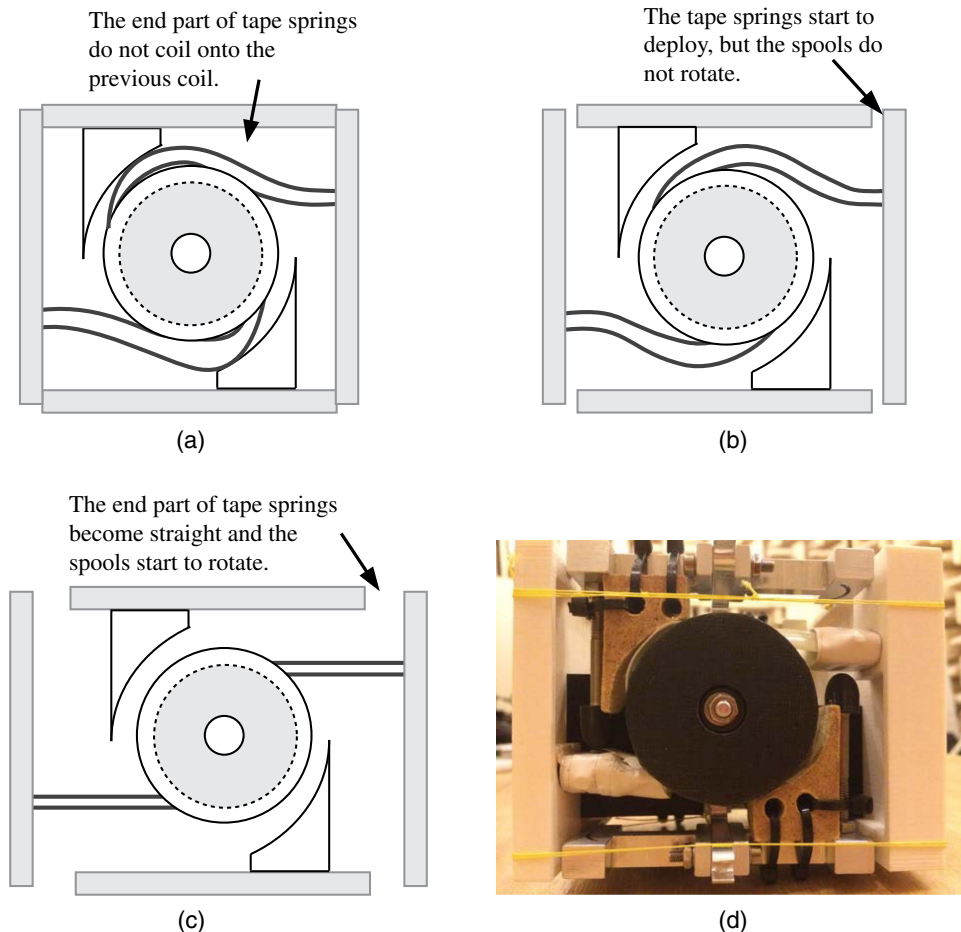 The end part of tape springs
do not coil onto the
previous coil.
The tape springs start to
deploy, but the spools do
not rotate.
(a)
(b)
The end part of tape springs
become straight and the
spools start to rotate.
(c)
(d)